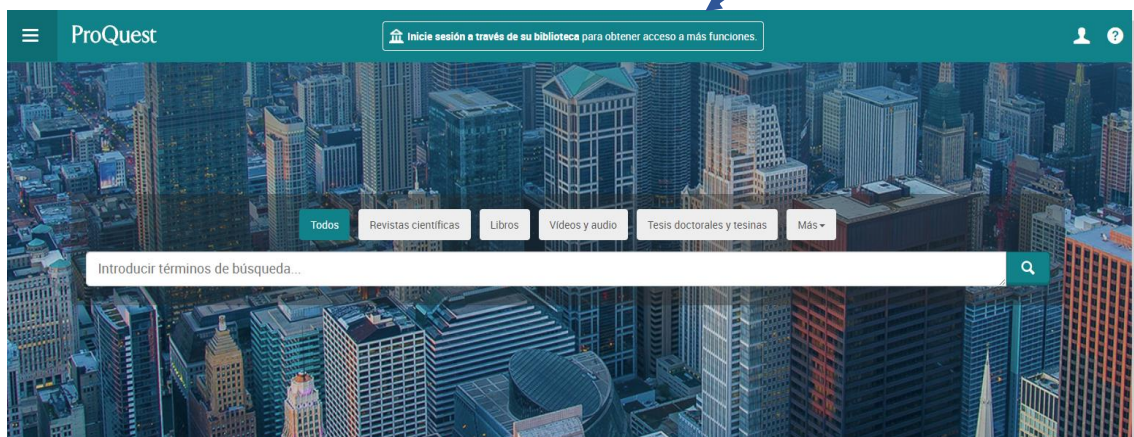 ProQuest
Inicie sesión a través de su biblioteca para obtener acceso a más funciones.
Todos
Revistas científicas
Libros
Vídeos y audio
Tesis doctorales y tesinas
Más
Introducir términos de búsqueda...